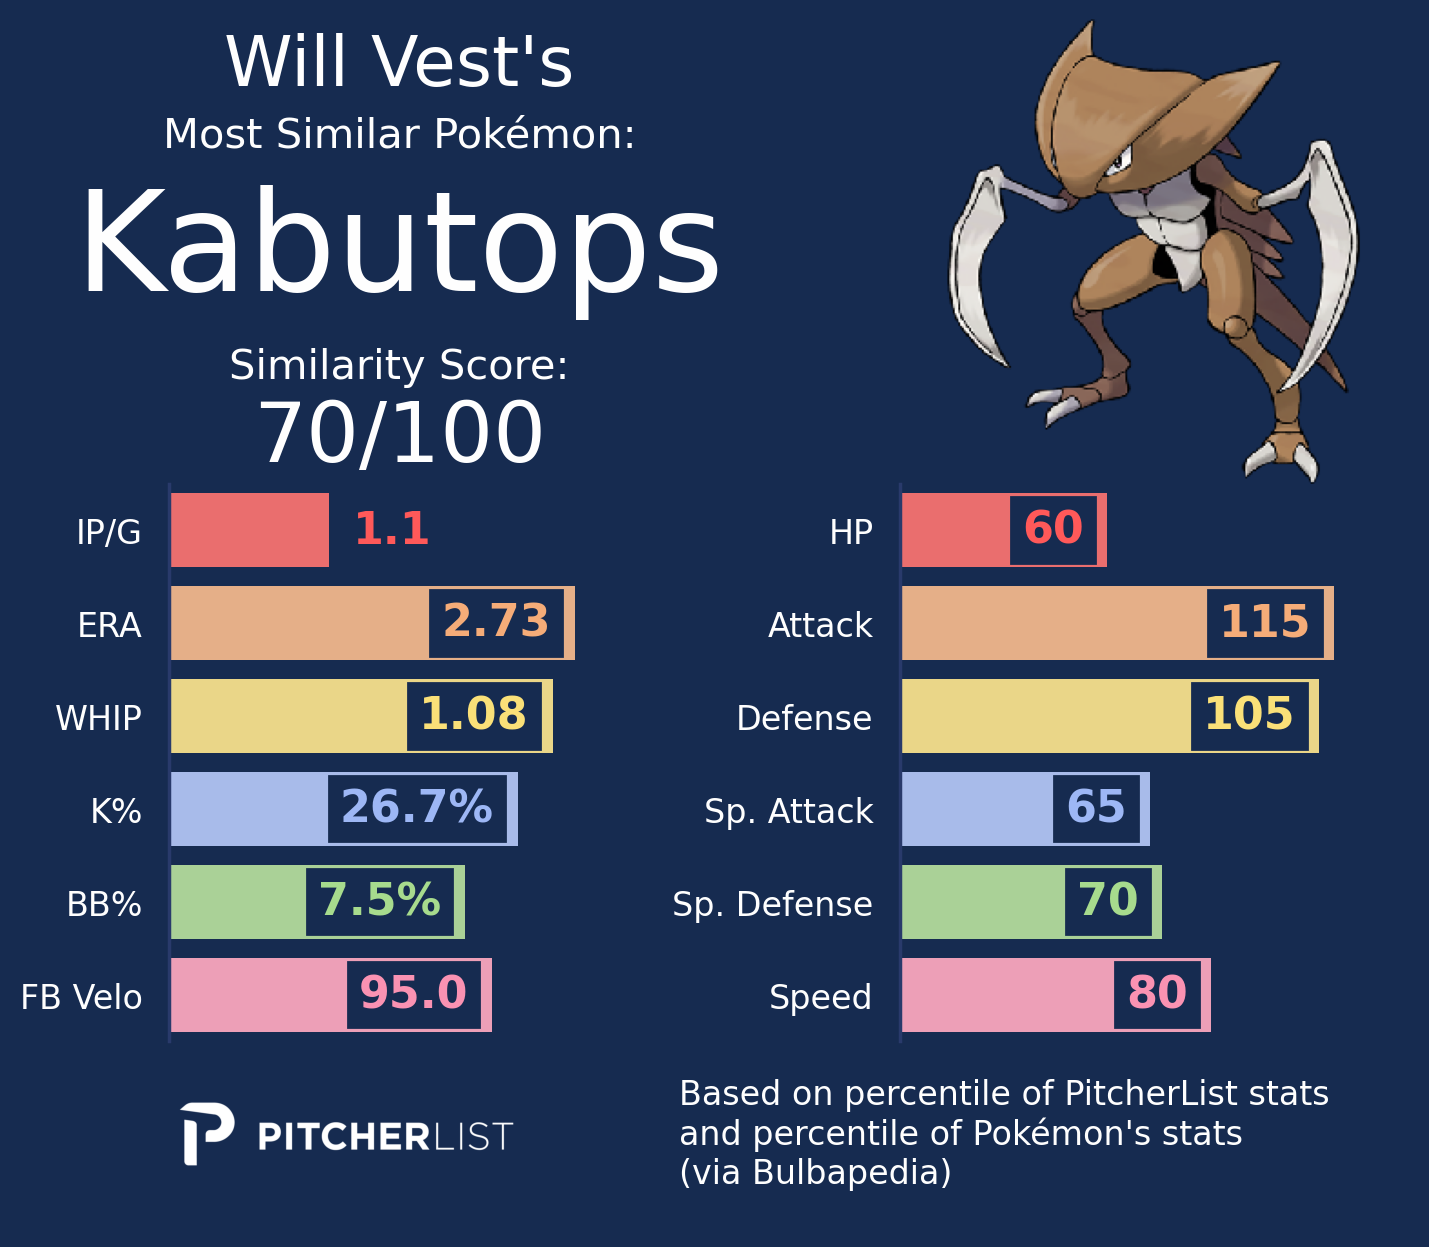 Will Vest's
Most Similar Pokémon:
Kabutops
Similarity Score:
70/100
IP/G 1.1
ERA 2.73
WHIP 1.08
K% 26.7%
BB% 7.5%
FB Velo 95.0
HP 60
Attack 115
Defense 105
Sp. Attack 65
Sp. Defense 70
Speed 80
PITCHERLIST
Based on percentile of PitcherList stats
and percentile of Pokémon's stats
(via Bulbapedia)